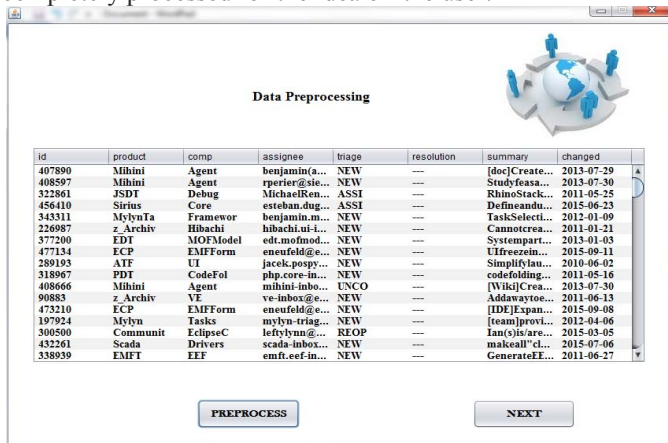 Data Preprocessing
id product comp assignee triage resolution summary changed
407890 Mihini Agent benjamin(a... NEW --- [doc]Create... 2013-07-29
408597 Mihini Agent rperier@sie... NEW --- Studyfeasa... 2013-07-30
322861 JSDT Debug MichaelRen... ASSI --- RhinoStack... 2011-05-25
456410 Sirius Core esteban.dug... ASSI --- Defineandu... 2015-06-23
343311 MylynTa Framewor benjamin.m... NEW --- TaskSelecti... 2012-01-09
226987 z_Archiv Hibachi hibachi.ui-i... NEW --- Cannotcrea... 2011-01-21
377200 EDT MOFModel edt.mofmod... NEW --- Systempart... 2013-01-03
477134 ECP EMFForm eneufeld@e... NEW --- UIfreezein... 2015-09-11
289193 ATF UI jacek.pospy... NEW --- Simplifylau... 2010-06-02
318967 PDT CodeFol php.core-in... NEW --- codefolding... 2011-05-16
408666 Mihini Agent mihini-inbo... UNCO --- [Wiki]Crea... 2013-07-30
90883 z_Archiv VE ve-inbox@e... NEW --- Addawaytoe... 2011-06-13
473210 ECP EMFForm eneufeld@e... NEW --- [IDE]Expan... 2015-09-08
197924 Mylyn Tasks mylyn-triag... NEW --- [team]provi... 2012-04-06
300500 Communit EclipseC leftylynn@... REOP --- Ian(s)is/are... 2015-03-05
432261 Scada Drivers scada-inbox... NEW --- makeall"cl... 2015-07-06
338939 EMFT EEF emft.eef-in... NEW --- GenerateEE... 2011-06-27
PREPROCESS NEXT